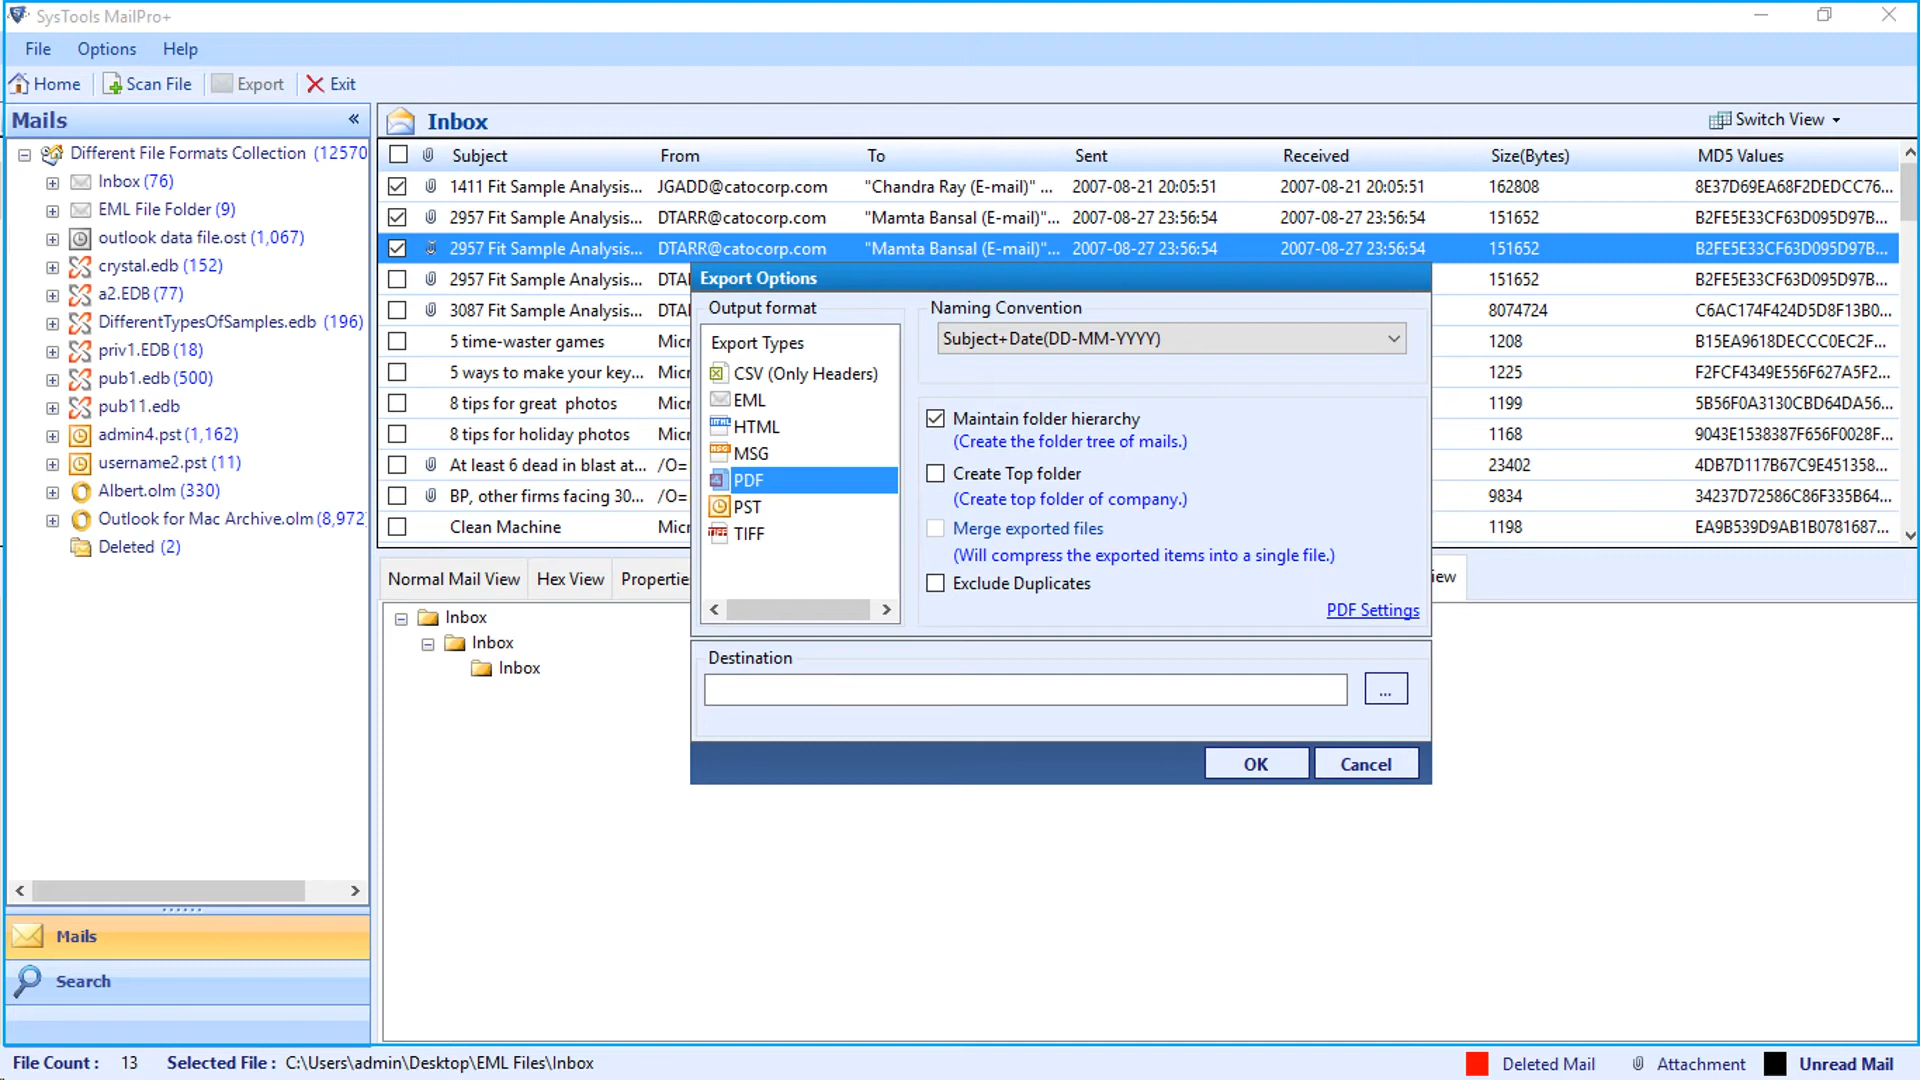 SysTools MailPro+
File Options Help
Home Scan File Export Exit
Mails «
Different File Formats Collection (12570
Inbox (76)
EML File Folder (9)
outlook data file.ost (1,067)
crystal.edb (152)
a2.EDB (77)
DifferentTypesOfSamples.edb (196)
priv1.EDB (18)
pub1.edb (500)
pub11.edb
admin4.pst (1,162)
username2.pst (11)
Albert.olm (330)
Outlook for Mac Archive.olm (8,972)
Deleted (2)
Mails
Search
Inbox Switch View
Subject From To Sent Received Size(Bytes) MD5 Values
1411 Fit Sample Analysis... JGADD@catocorp.com "Chandra Ray (E-mail)" ... 2007-08-21 20:05:51 2007-08-21 20:05:51 162808 8E37D69EA68F2DEDCC76...
2957 Fit Sample Analysis... DTARR@catocorp.com "Mamta Bansal (E-mail)"... 2007-08-27 23:56:54 2007-08-27 23:56:54 151652 B2FE5E33CF63D095D97B...
2957 Fit Sample Analysis... DTARR@catocorp.com "Mamta Bansal (E-mail)"... 2007-08-27 23:56:54 2007-08-27 23:56:54 151652 B2FE5E33CF63D095D97B...
2957 Fit Sample Analysis... DTA 151652 B2FE5E33CF63D095D97B...
3087 Fit Sample Analysis... DTA 8074724 C6AC174F424D5D8F13B0...
5 time-waster games Micr 1208 B15EA9618DECCC0EC2F...
5 ways to make your key... Micr 1225 F2FCF4349E556F627A5F2...
8 tips for great photos Micr 1199 5B56F0A3130CBD64DA56...
8 tips for holiday photos Micr 1168 9043E1538387F656F0028F...
At least 6 dead in blast at... /O= 23402 4DB7D117B67C9E451358...
BP, other firms facing 30... /O= 9834 34237D72586C86F335B64...
Clean Machine Micr 1198 EA9B539D9AB1B0781687...
Normal Mail View Hex View Propertie iew
Inbox
Inbox
Inbox
Export Options
Output format
Export Types
CSV (Only Headers)
EML
HTML
MSG
PDF
PST
TIFF
Naming Convention
Subject+Date(DD-MM-YYYY)
Maintain folder hierarchy
(Create the folder tree of mails.)
Create Top folder
(Create top folder of company.)
Merge exported files
(Will compress the exported items into a single file.)
Exclude Duplicates
PDF Settings
Destination
...
OK Cancel
File Count : 13 Selected File : C:\Users\admin\Desktop\EML Files\Inbox Deleted Mail Attachment Unread Mail